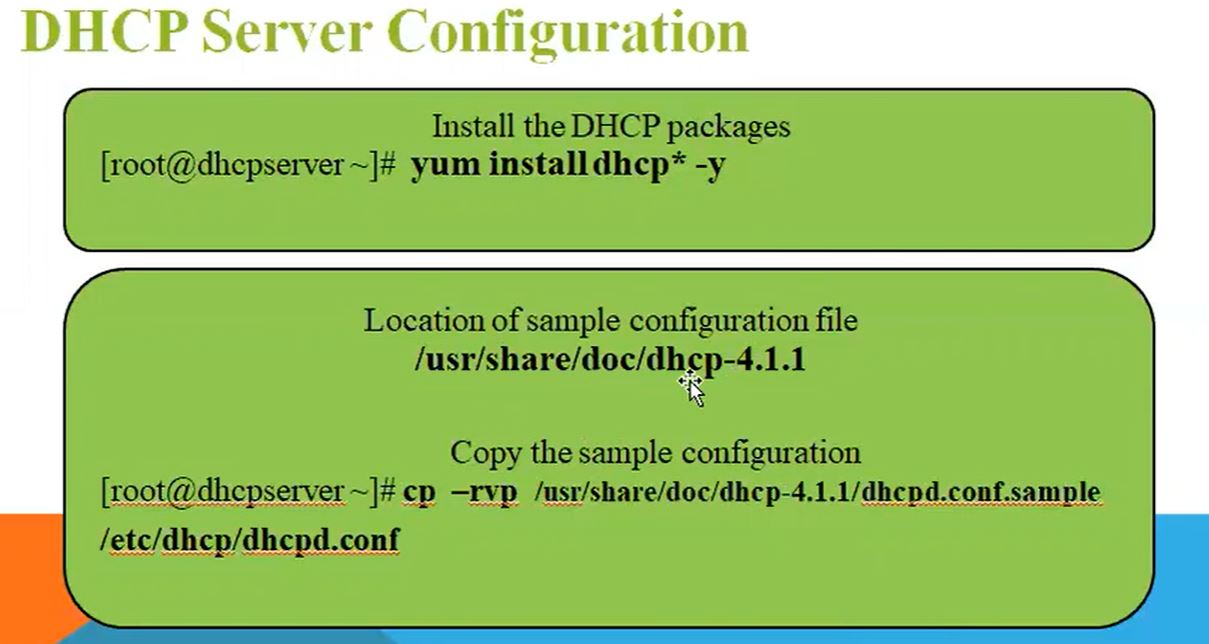 DHCP Server Configuration
Install the DHCP packages
[root@dhcpserver ~]# yum install dhcp* -y
Location of sample configuration file
/usr/share/doc/dhcp-4.1.1
Copy the sample configuration
[root@dhcpserver ~]# cp –rvp /usr/share/doc/dhcp-4.1.1/dhcpd.conf.sample
/etc/dhcp/dhcpd.conf